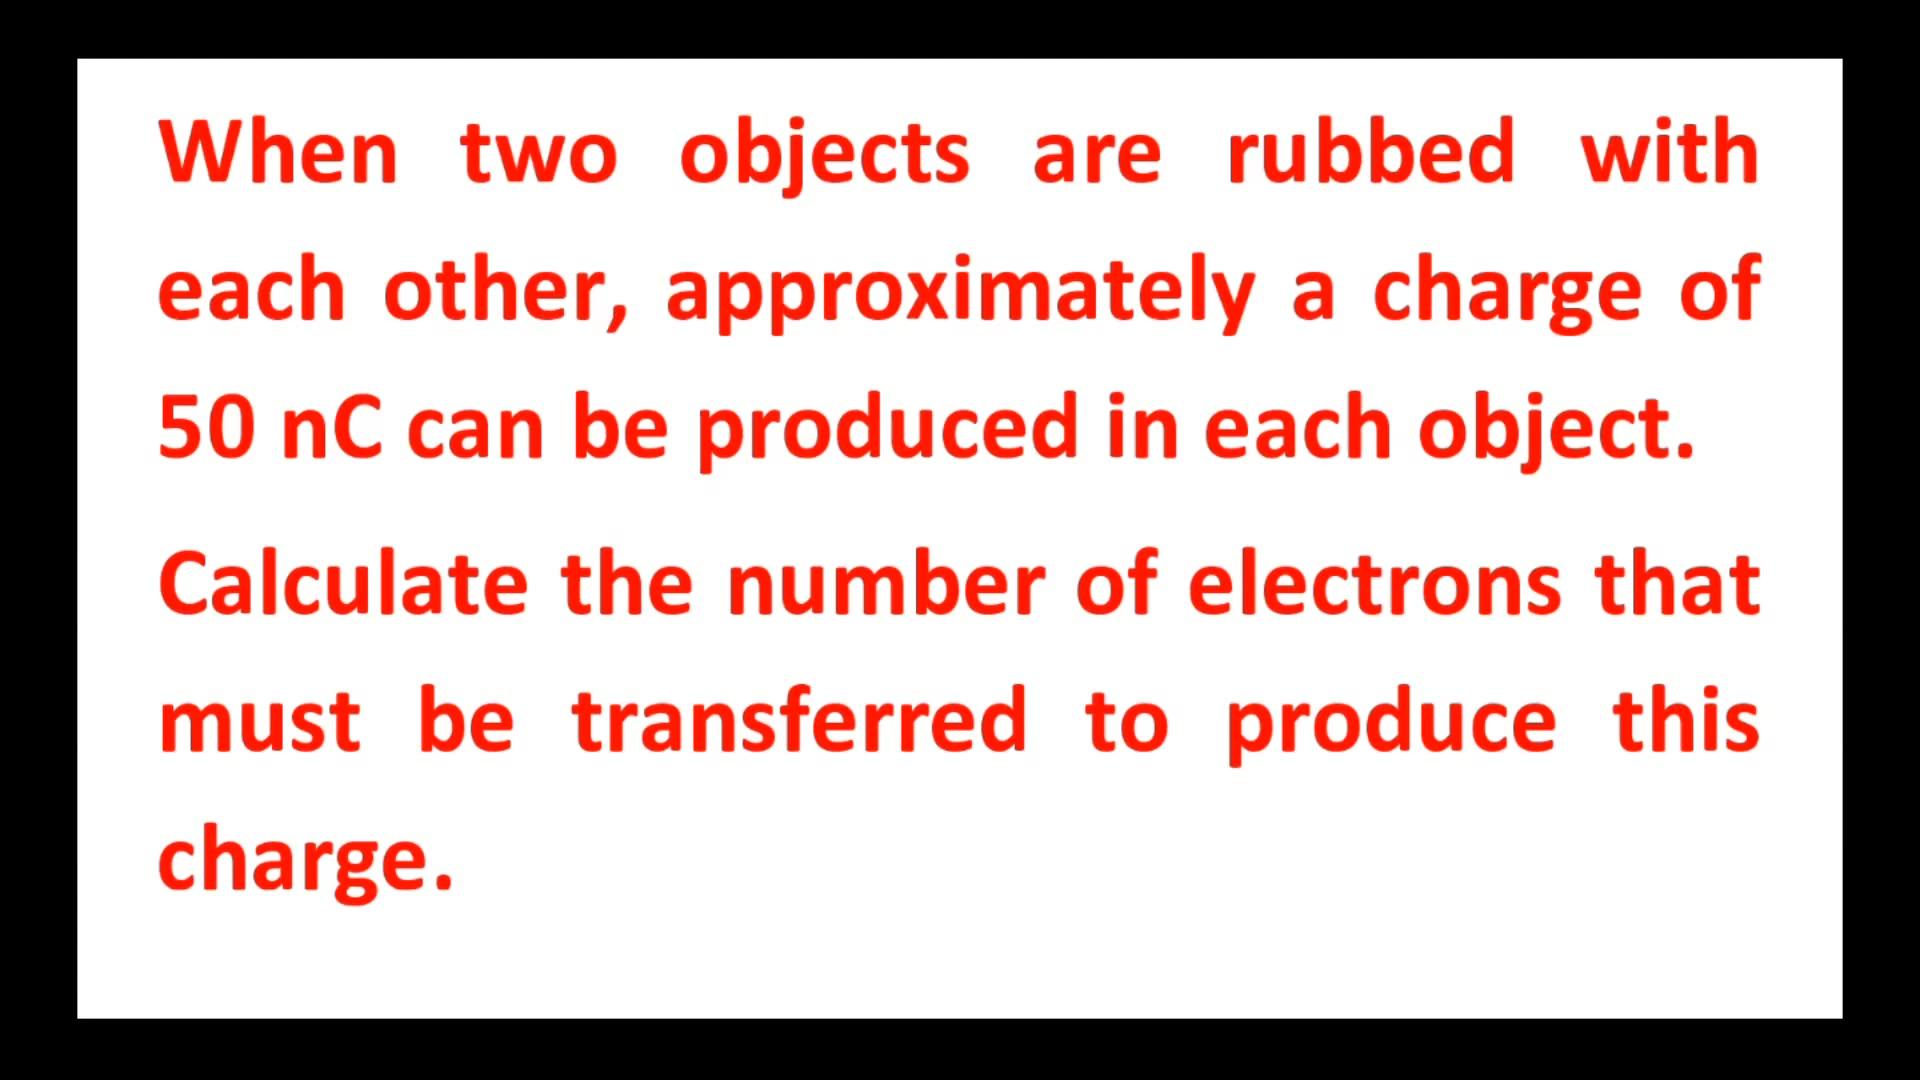 When two objects are rubbed with
each other, approximately a charge of
50 nC can be produced in each object.
Calculate the number of electrons that
must be transferred to produce this
charge.